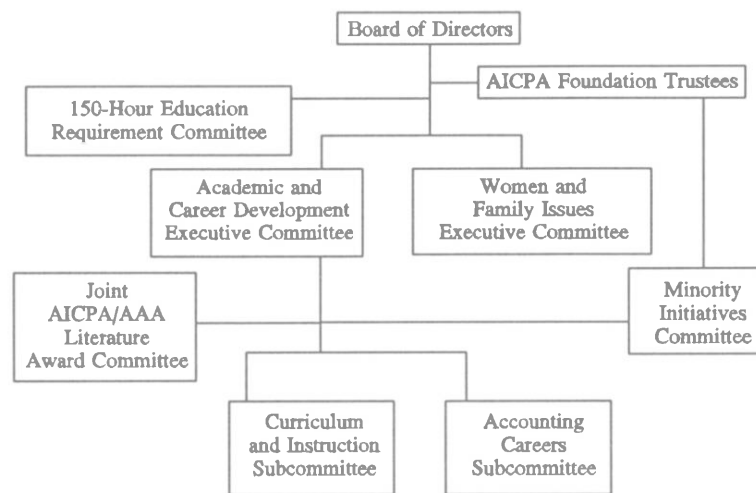 Board of Directors
AICPA Foundation Trustees
150-Hour Education
Requirement Committee
Academic and
Career Development
Executive Committee
Women and
Family Issues
Executive Committee
Joint
AICPA/AAA
Literature
Award Committee
Minority
Initiatives
Committee
Curriculum
and Instruction
Subcommittee
Accounting
Careers
Subcommittee